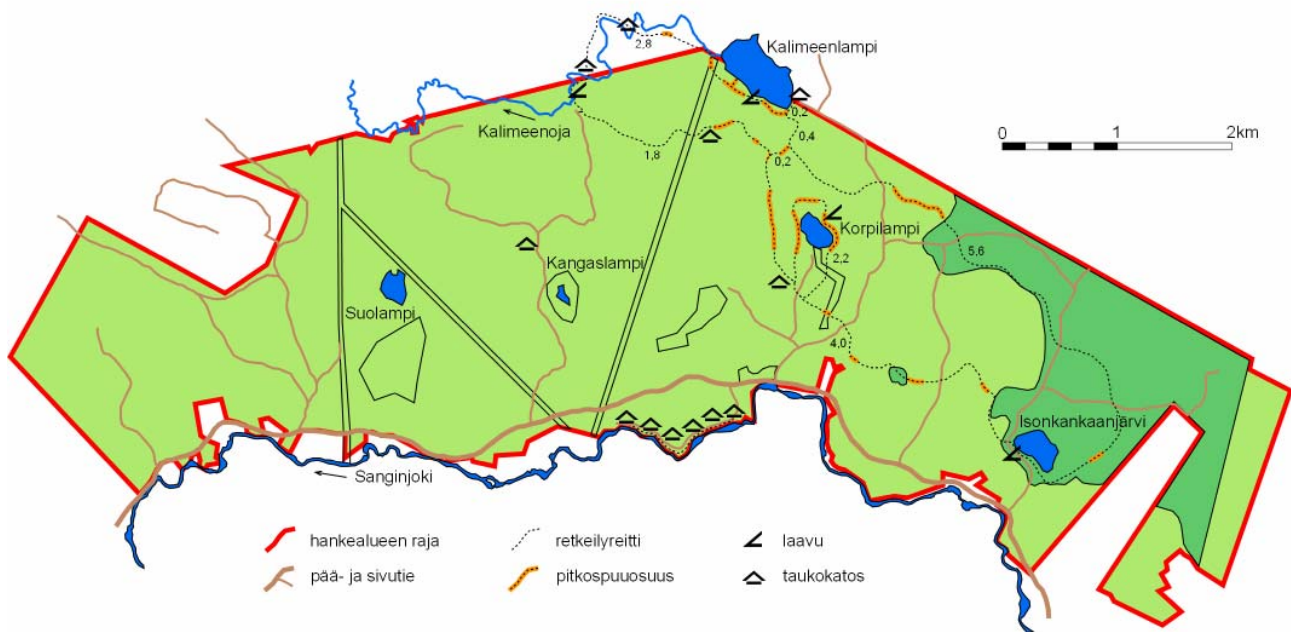 2,8
Kalimeenlampi
0,2
Kalimeenoja
0,4
0 1 2km
1,8
0,2
Korpilampi
5,6
2,2
Kangaslampi
Suolampi
4,0
Isonkankaanjärvi
Sanginjoki
hankealueen raja
retkeilyreitti
laavu
pää- ja sivutie
pitkospuuosuus
taukokatos